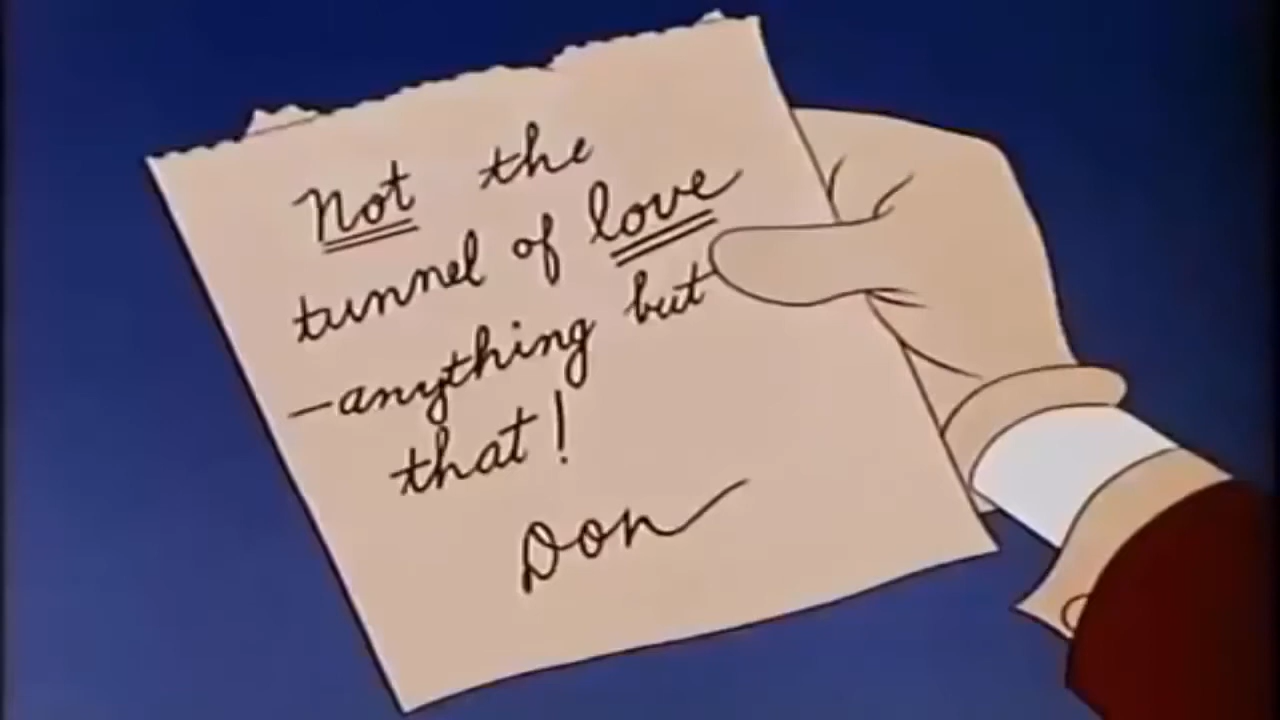 Not the
tunnel of love
—anything but
that!
Don